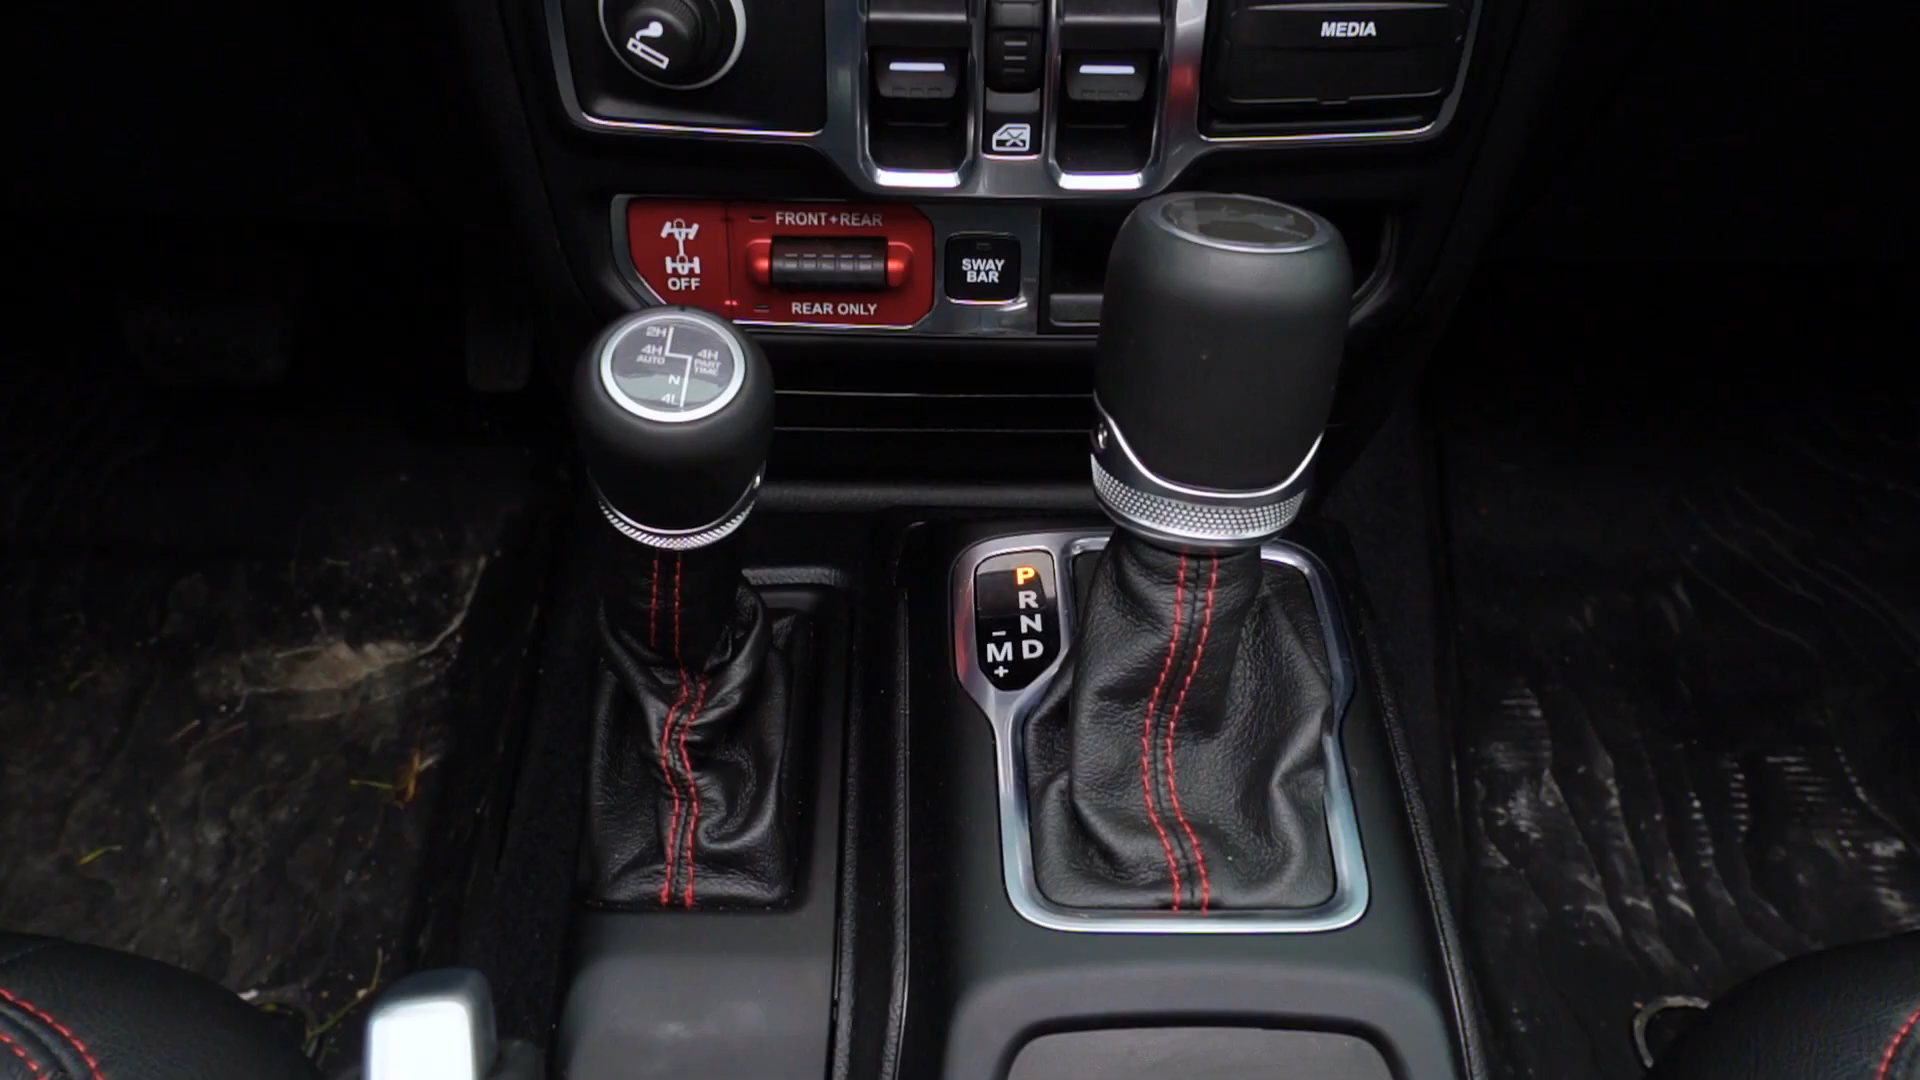 MEDIA
FRONT+REAR
OFF
REAR ONLY
SWAY
BAR
2H
4H
AUTO
4H
PART
TIME
N
4L
P
R
N
D
−
M
+